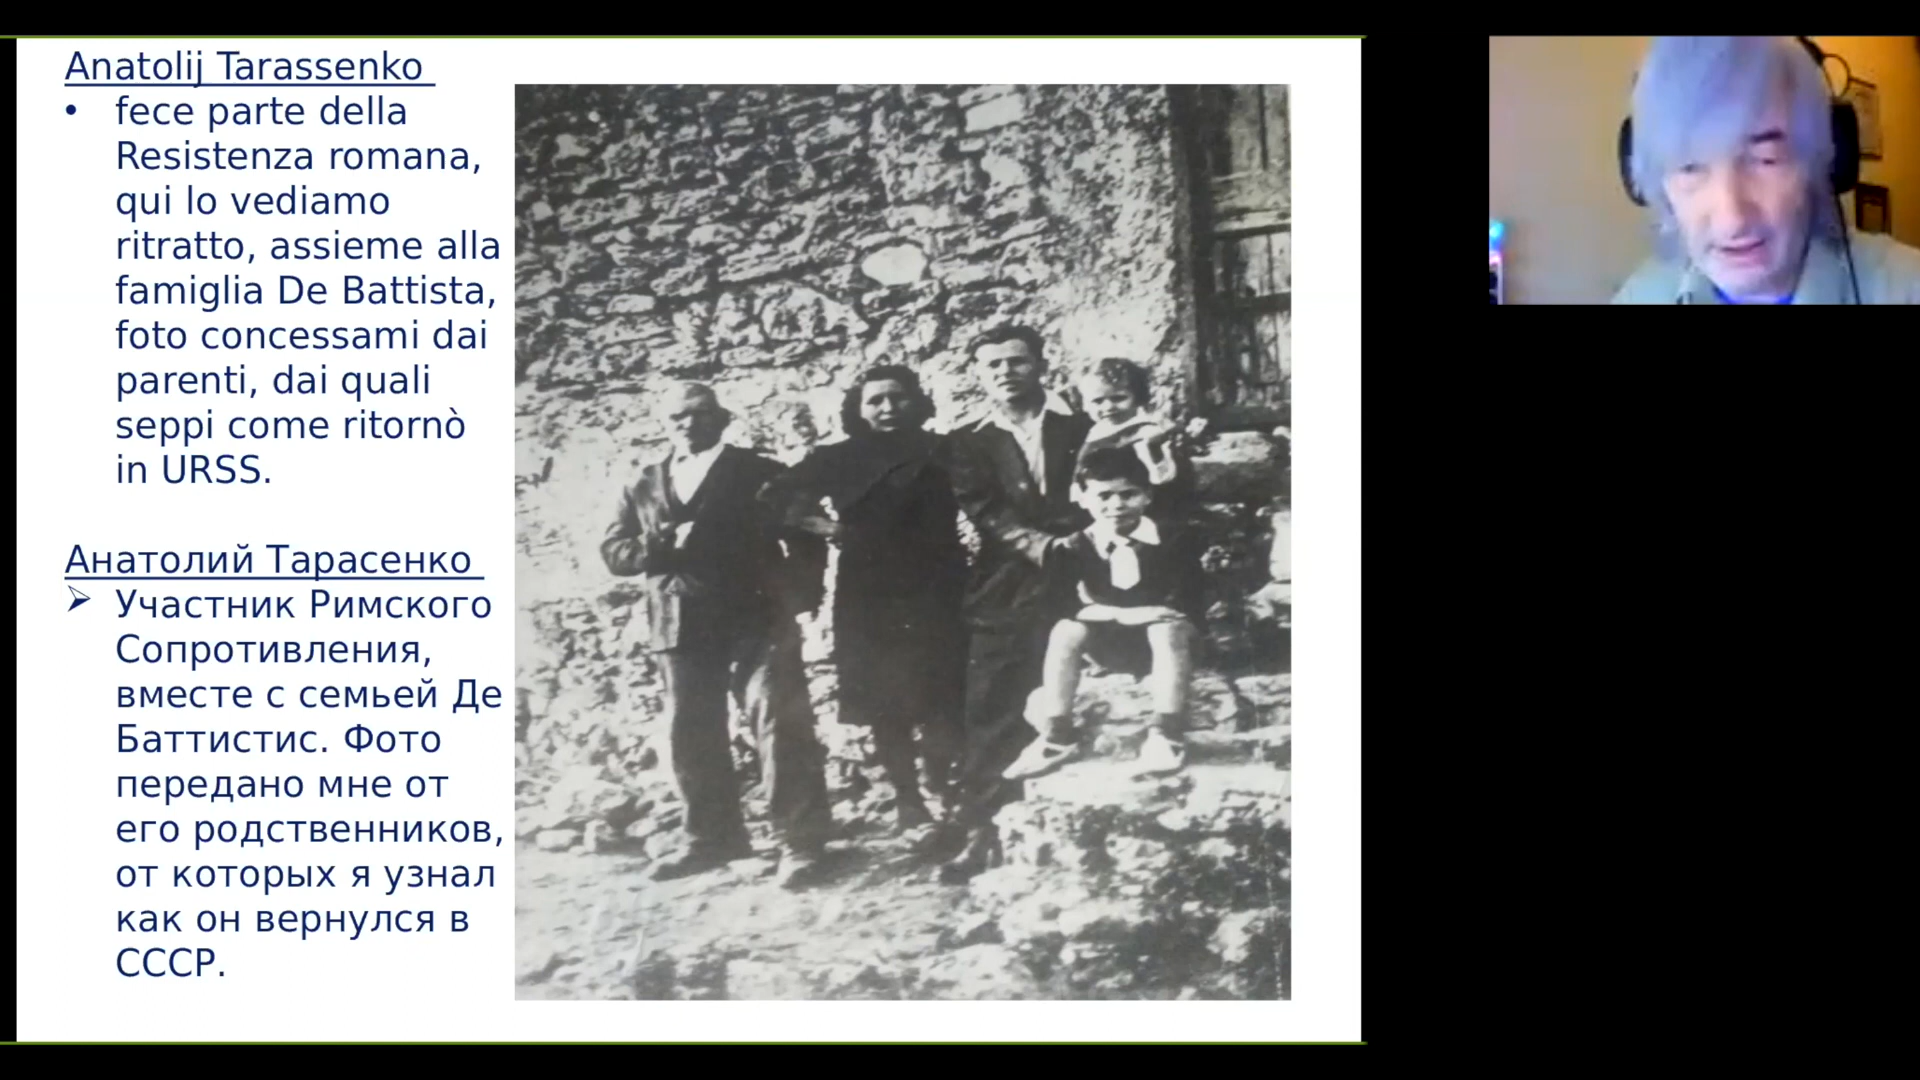 Anatolij Tarassenko
• fece parte della
Resistenza romana,
qui lo vediamo
ritratto, assieme alla
famiglia De Battista,
foto concessami dai
parenti, dai quali
seppi come ritornò
in URSS.
Анатолий Тарасенко
➢ Участник Римского
Сопротивления,
вместе с семьей Де
Баттистис. Фото
передано мне от
его родственников,
от которых я узнал
как он вернулся в
СССР.